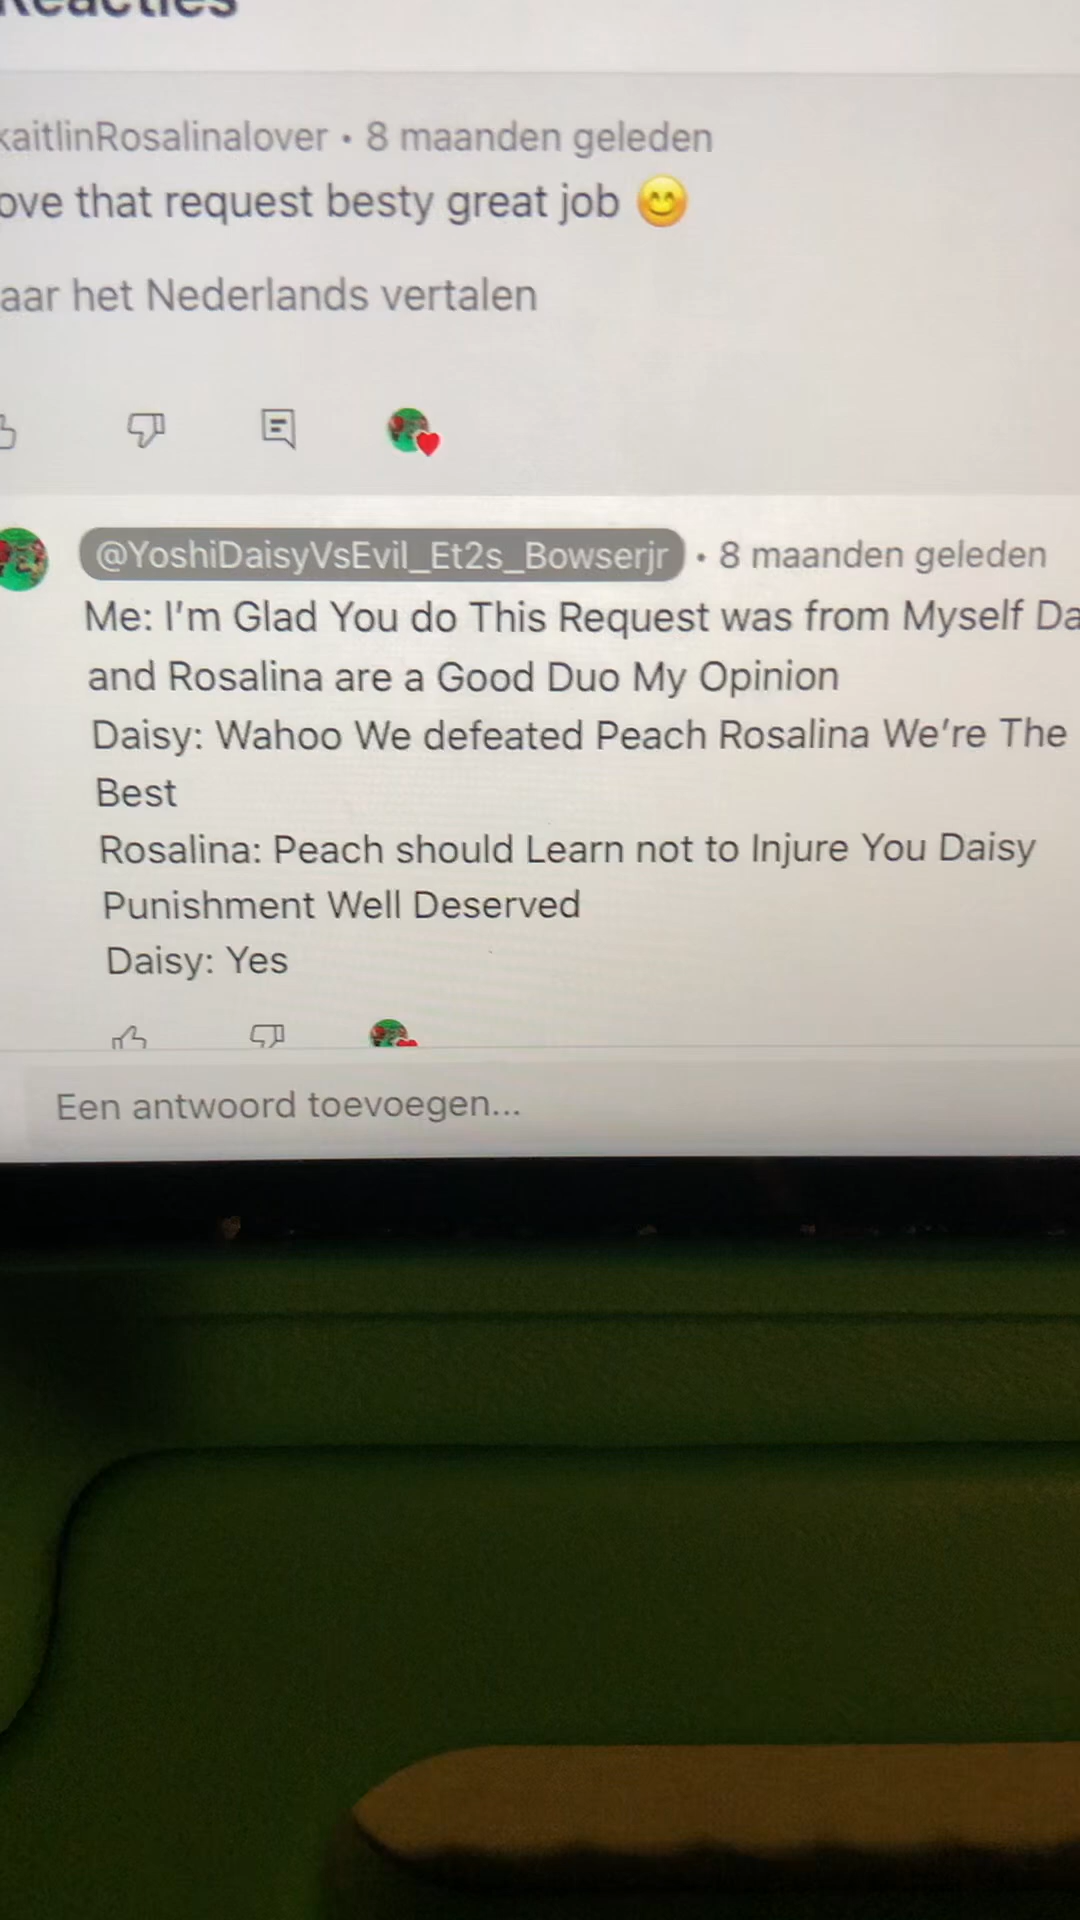 Reacties
kaitlinRosalinalover • 8 maanden geleden
ove that request besty great job 😊
aar het Nederlands vertalen
@YoshiDaisyVsEvil_Et2s_Bowserjr • 8 maanden geleden
Me: I'm Glad You do This Request was from Myself Da
and Rosalina are a Good Duo My Opinion
Daisy: Wahoo We defeated Peach Rosalina We're The
Best
Rosalina: Peach should Learn not to Injure You Daisy
Punishment Well Deserved
Daisy: Yes
Een antwoord toevoegen...